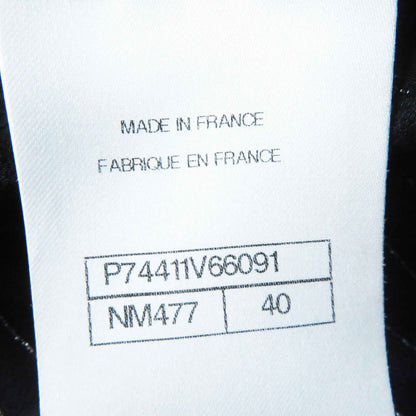 MADE IN FRANCE
FABRIQUE EN FRANCE
P74411V66091
NM477 40